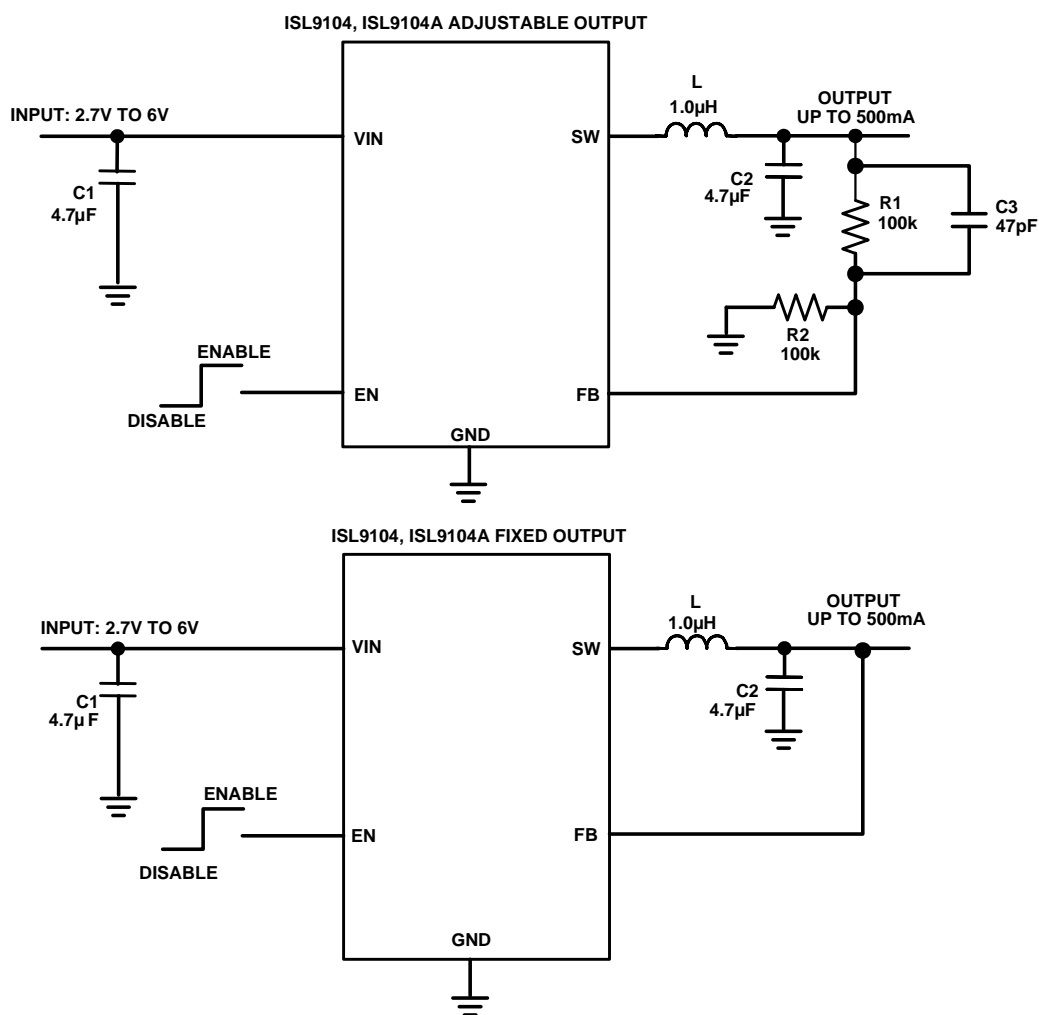 ISL9104, ISL9104A ADJUSTABLE OUTPUT
INPUT: 2.7V TO 6V
VIN
SW
L
1.0µH
OUTPUT
UP TO 500mA
C1
4.7µF
C2
4.7µF
R1
100k
C3
47pF
R2
100k
ENABLE
DISABLE
EN
FB
GND
ISL9104, ISL9104A FIXED OUTPUT
INPUT: 2.7V TO 6V
VIN
SW
L
1.0µH
OUTPUT
UP TO 500mA
C1
4.7µ F
C2
4.7µF
ENABLE
DISABLE
EN
FB
GND